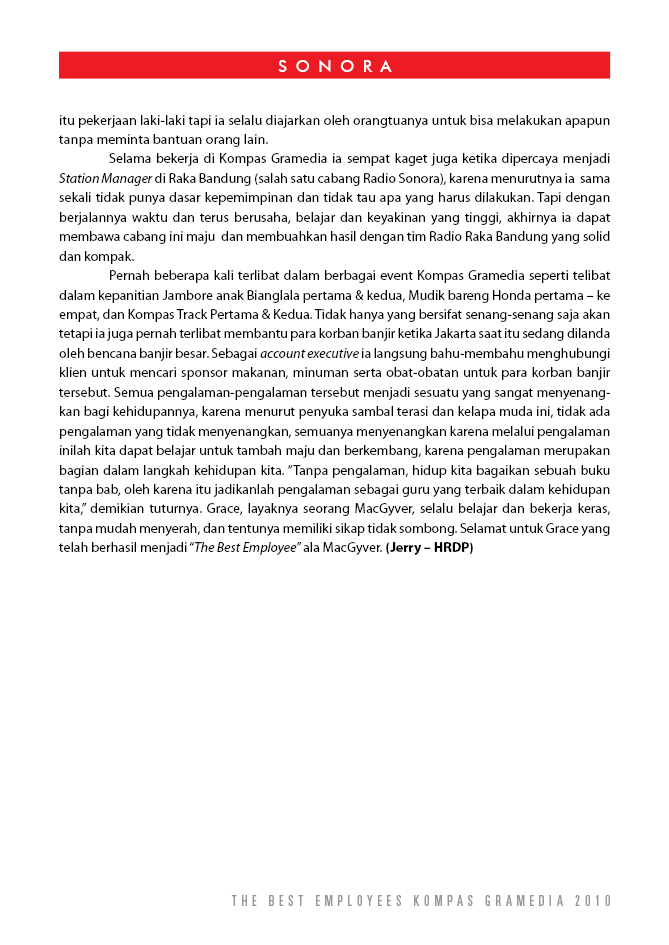 SONORA
itu pekerjaan laki-laki tapi ia selalu diajarkan oleh orangtuanya untuk bisa melakukan apapun
tanpa meminta bantuan orang lain.
Selama bekerja di Kompas Gramedia ia sempat kaget juga ketika dipercaya menjadi
Station Manager di Raka Bandung (salah satu cabang Radio Sonora), karena menurutnya ia sama
sekali tidak punya dasar kepemimpinan dan tidak tau apa yang harus dilakukan. Tapi dengan
berjalannya waktu dan terus berusaha, belajar dan keyakinan yang tinggi, akhirnya ia dapat
membawa cabang ini maju dan membuahkan hasil dengan tim Radio Raka Bandung yang solid
dan kompak.
Pernah beberapa kali terlibat dalam berbagai event Kompas Gramedia seperti telibat
dalam kepanitian Jambore anak Bianglala pertama & kedua, Mudik bareng Honda pertama – ke
empat, dan Kompas Track Pertama & Kedua. Tidak hanya yang bersifat senang-senang saja akan
tetapi ia juga pernah terlibat membantu para korban banjir ketika Jakarta saat itu sedang dilanda
oleh bencana banjir besar. Sebagai account executive ia langsung bahu-membahu menghubungi
klien untuk mencari sponsor makanan, minuman serta obat-obatan untuk para korban banjir
tersebut. Semua pengalaman-pengalaman tersebut menjadi sesuatu yang sangat menyenang-
kan bagi kehidupannya, karena menurut penyuka sambal terasi dan kelapa muda ini, tidak ada
pengalaman yang tidak menyenangkan, semuanya menyenangkan karena melalui pengalaman
inilah kita dapat belajar untuk tambah maju dan berkembang, karena pengalaman merupakan
bagian dalam langkah kehidupan kita. “Tanpa pengalaman, hidup kita bagaikan sebuah buku
tanpa bab, oleh karena itu jadikanlah pengalaman sebagai guru yang terbaik dalam kehidupan
kita,” demikian tuturnya. Grace, layaknya seorang MacGyver, selalu belajar dan bekerja keras,
tanpa mudah menyerah, dan tentunya memiliki sikap tidak sombong. Selamat untuk Grace yang
telah berhasil menjadi “The Best Employee” ala MacGyver. (Jerry – HRDP)
THE BEST EMPLOYEES KOMPAS GRAMEDIA 2010